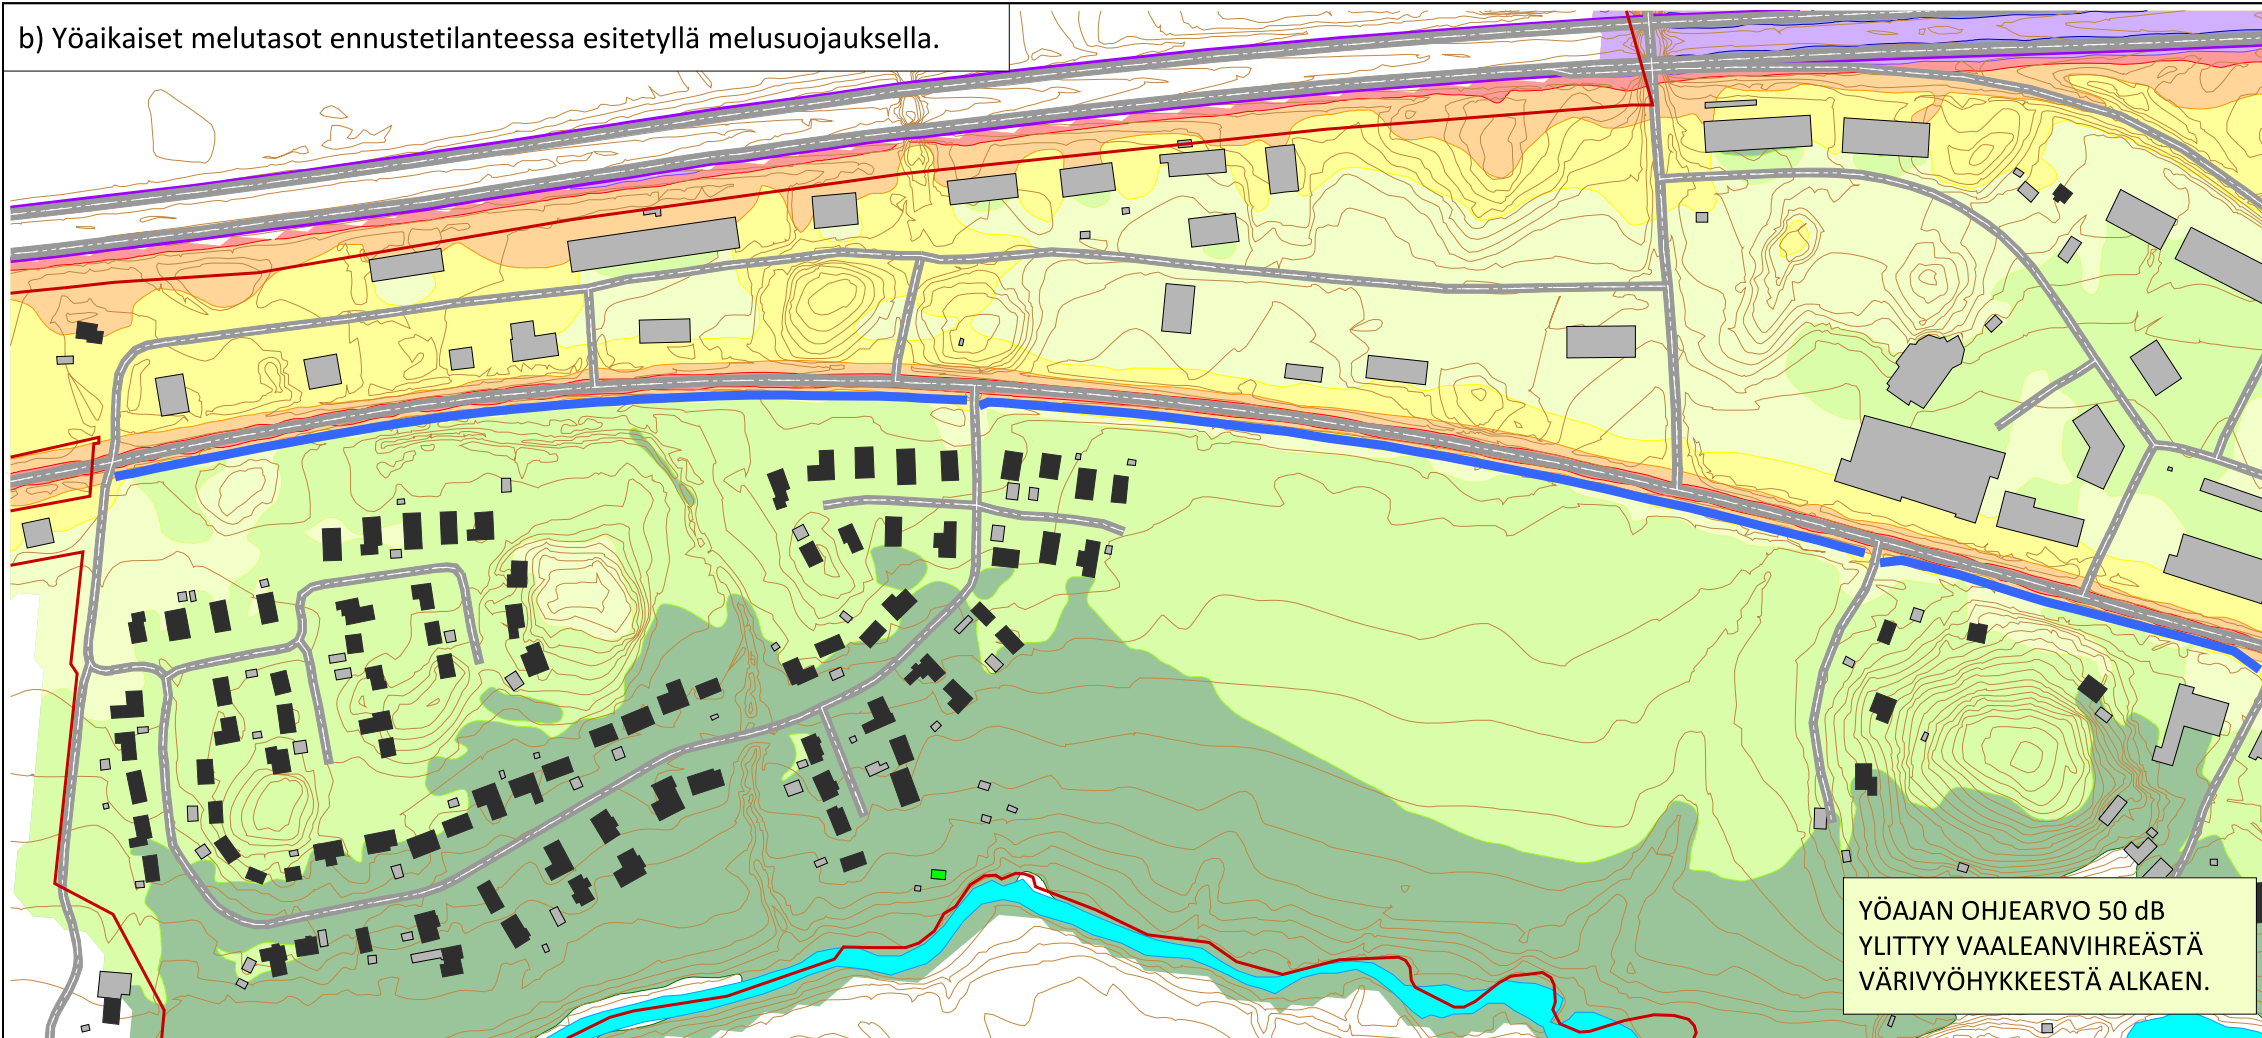 b) Yöaikaiset melutasot ennustetilanteessa esitetyllä melusuojauksella.
YÖAJAN OHJEARVO 50 dB
YLITTYY VAALEANVIHREÄSTÄ
VÄRIVYÖHYKKEESTÄ ALKAEN.